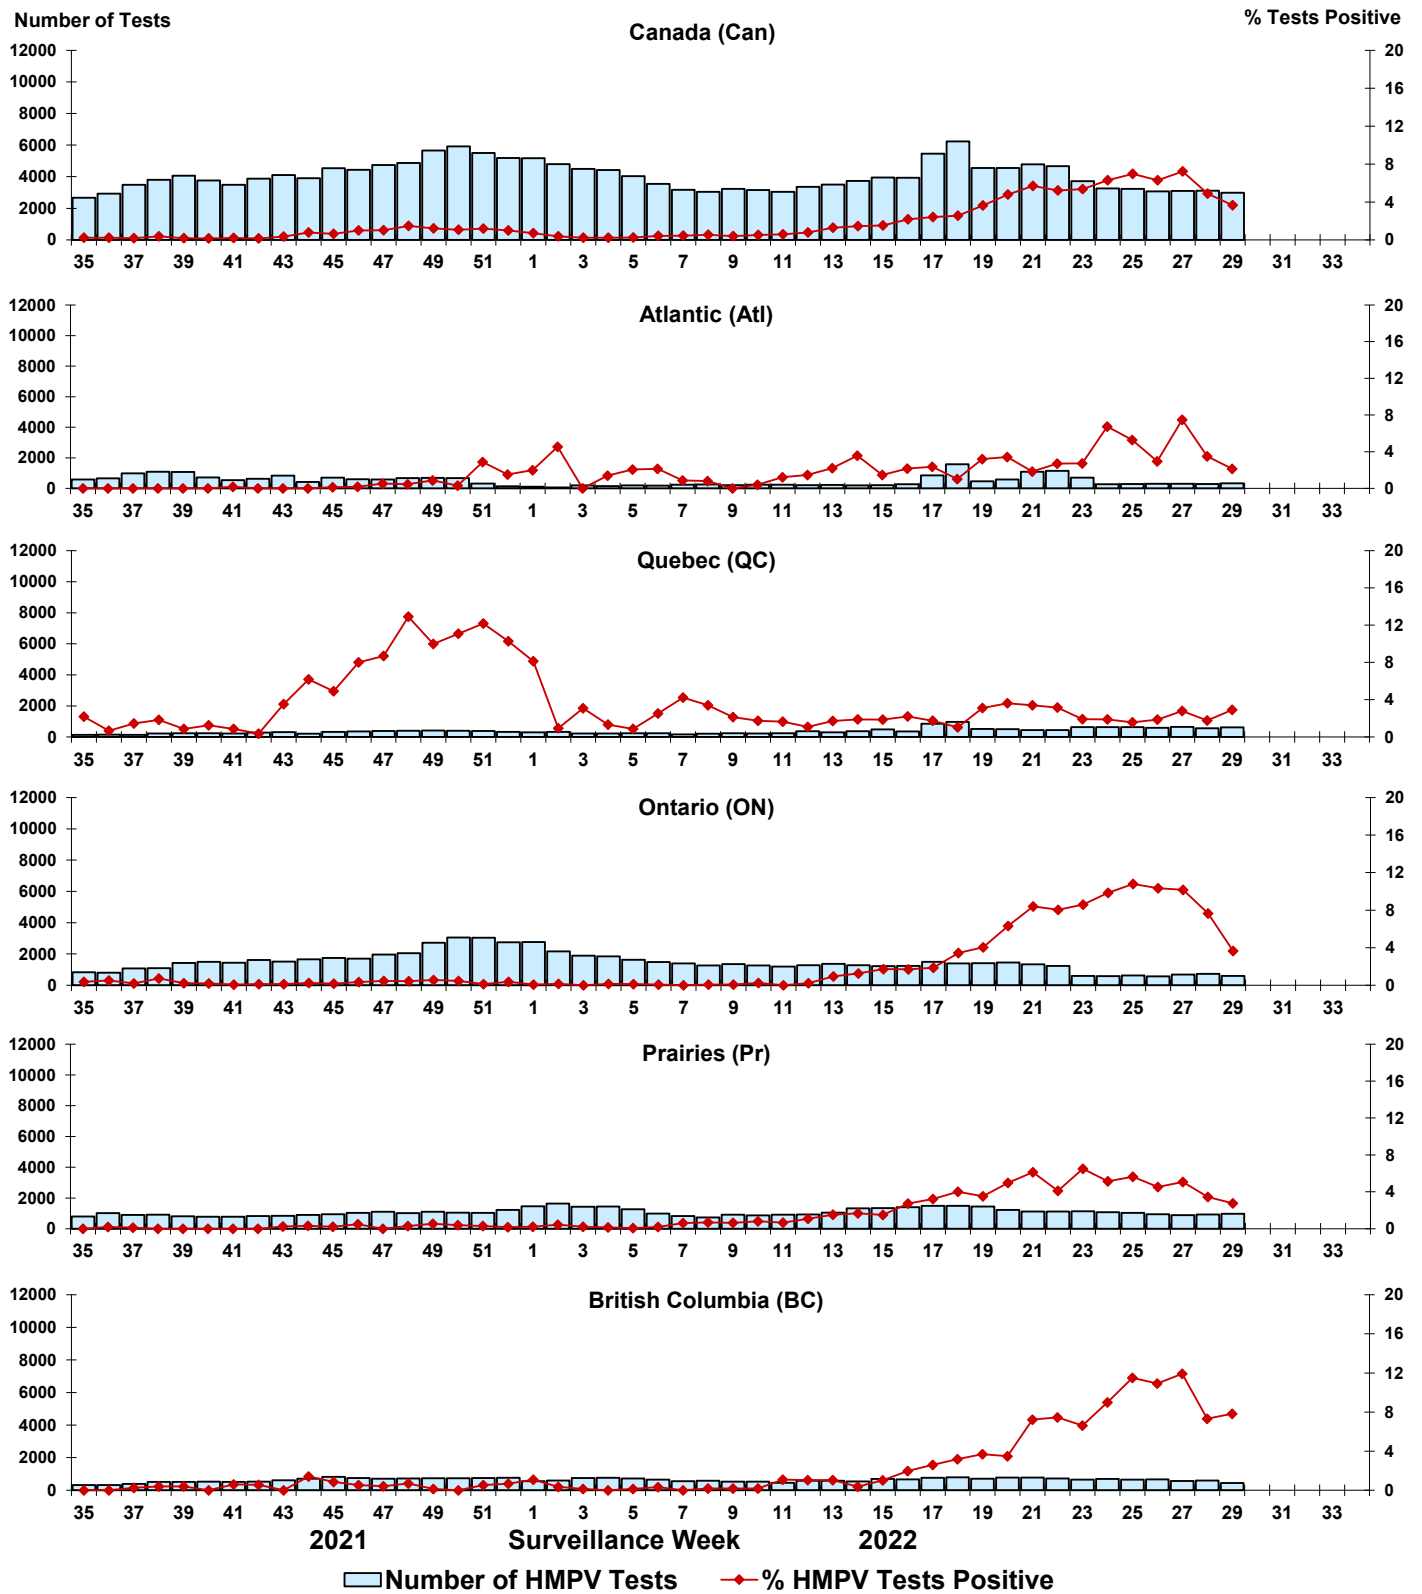 Number of Tests
% Tests Positive
Canada (Can)
12000 20
10000 16
8000 12
6000 8
4000 4
2000 0
0
35 37 39 41 43 45 47 49 51 1 3 5 7 9 11 13 15 17 19 21 23 25 27 29 31 33
Atlantic (Atl)
12000 20
10000 16
8000 12
6000 8
4000 4
2000 0
0
35 37 39 41 43 45 47 49 51 1 3 5 7 9 11 13 15 17 19 21 23 25 27 29 31 33
Quebec (QC)
12000 20
10000 16
8000 12
6000 8
4000 4
2000 0
0
35 37 39 41 43 45 47 49 51 1 3 5 7 9 11 13 15 17 19 21 23 25 27 29 31 33
Ontario (ON)
12000 20
10000 16
8000 12
6000 8
4000 4
2000 0
0
35 37 39 41 43 45 47 49 51 1 3 5 7 9 11 13 15 17 19 21 23 25 27 29 31 33
Prairies (Pr)
12000 20
10000 16
8000 12
6000 8
4000 4
2000 0
0
35 37 39 41 43 45 47 49 51 1 3 5 7 9 11 13 15 17 19 21 23 25 27 29 31 33
British Columbia (BC)
12000 20
10000 16
8000 12
6000 8
4000 4
2000 0
0
35 37 39 41 43 45 47 49 51 1 3 5 7 9 11 13 15 17 19 21 23 25 27 29 31 33
2021 Surveillance Week 2022
Number of HMPV Tests % HMPV Tests Positive